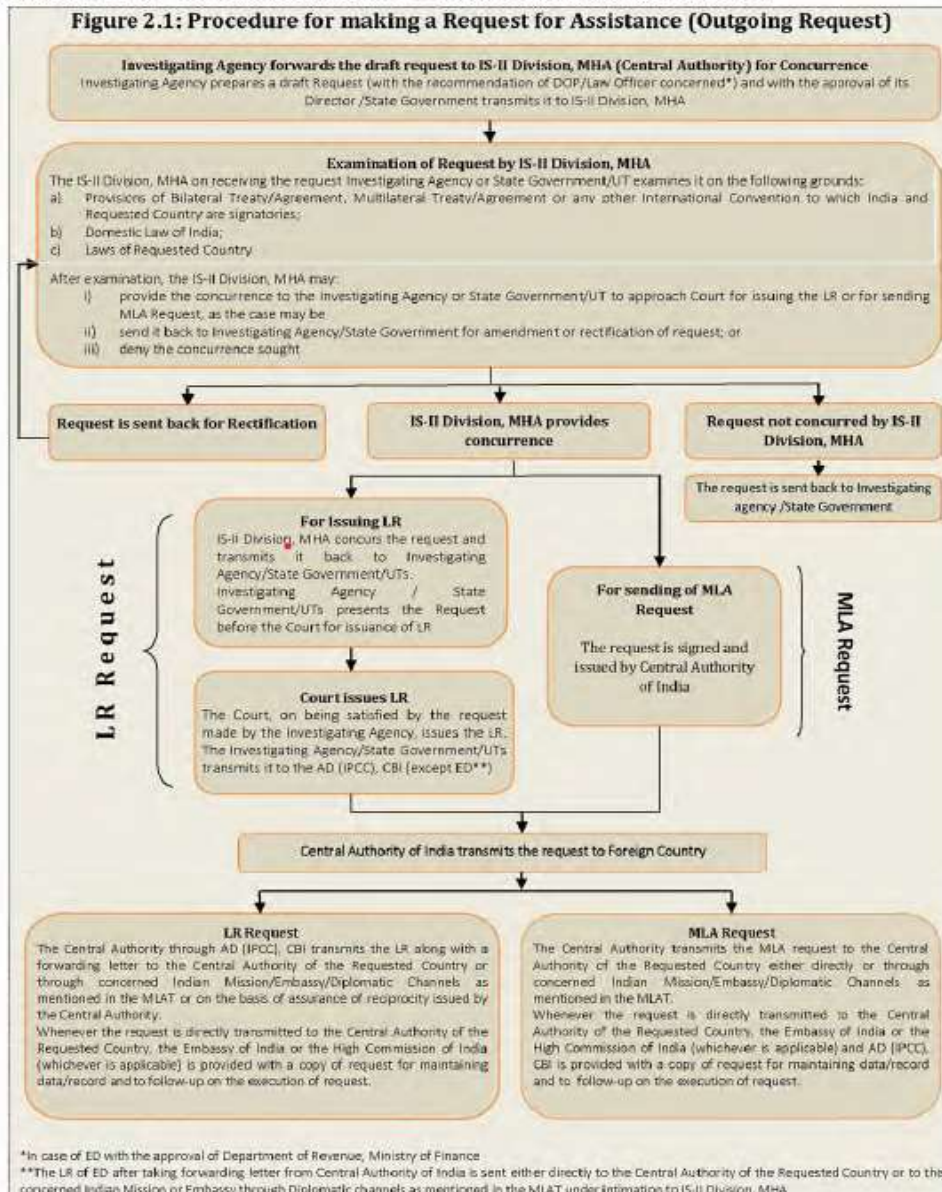 Figure 2.1: Procedure for making a Request for Assistance (Outgoing Request)
Investigating Agency forwards the draft request to IS-II Division, MHA (Central Authority) for Concurrence
Investigating Agency prepares a draft Request (with the recommendation of DOP/Law Officer concerned*) and with the approval of its
Director /State Government transmits it to IS-II Division, MHA
Examination of Request by IS-II Division, MHA
The IS-II Division, MHA on receiving the request Investigating Agency or State Government/UT examines it on the following grounds:
a) Provisions of Bilateral Treaty/Agreement, Multilateral Treaty/Agreement or any other International Convention to which India and
Requested Country are signatories;
b) Domestic Law of India;
c) Laws of Requested Country
After examination, the IS-II Division, MHA may:
i) provide the concurrence to the Investigating Agency or State Government/UT to approach Court for issuing the LR or for sending
MLA Request, as the case may be
ii) send it back to Investigating Agency/State Government for amendment or rectification of request; or
iii) deny the concurrence sought
Request is sent back for Rectification
IS-II Division, MHA provides
concurrence
Request not concurred by IS-II
Division, MHA
The request is sent back to Investigating
agency /State Government
LR Request
For Issuing LR
IS-II Division, MHA concurs the request and
transmits it back to Investigating
Agency/State Government/UTs.
Investigating Agency / State
Government/UTs presents the Request
before the Court for issuance of LR
For sending of MLA
Request
The request is signed and
issued by Central Authority
of India
MLA Request
Court issues LR
The Court, on being satisfied by the request
made by the Investigating Agency, issues the LR.
The Investigating Agency/State Government/UTs
transmits it to the AD (IPCC), CBI (except ED**)
Central Authority of India transmits the request to Foreign Country
LR Request
The Central Authority through AD (IPCC), CBI transmits the LR along with a
forwarding letter to the Central Authority of the Requested Country or
through concerned Indian Mission/Embassy/Diplomatic Channels as
mentioned in the MLAT or on the basis of assurance of reciprocity issued by
the Central Authority.
Whenever the request is directly transmitted to the Central Authority of the
Requested Country, the Embassy of India or the High Commission of India
(whichever is applicable) is provided with a copy of request for maintaining
data/record and to follow-up on the execution of request.
MLA Request
The Central Authority transmits the MLA request to the Central
Authority of the Requested Country either directly or through
concerned Indian Mission/Embassy/Diplomatic Channels as
mentioned in the MLAT.
Whenever the request is directly transmitted to the Central
Authority of the Requested Country, the Embassy of India or
the High Commission of India (whichever is applicable) and AD (IPCC),
CBI is provided with a copy of request for maintaining data/record
and to follow-up on the execution of request.
*In case of ED with the approval of Department of Revenue, Ministry of Finance
**The LR of ED after taking forwarding letter from Central Authority of India is sent either directly to the Central Authority of the Requested Country or to the
concerned Indian Mission or Embassy through Diplomatic channels as mentioned in the MLAT under intimation to IS-II Division, MHA